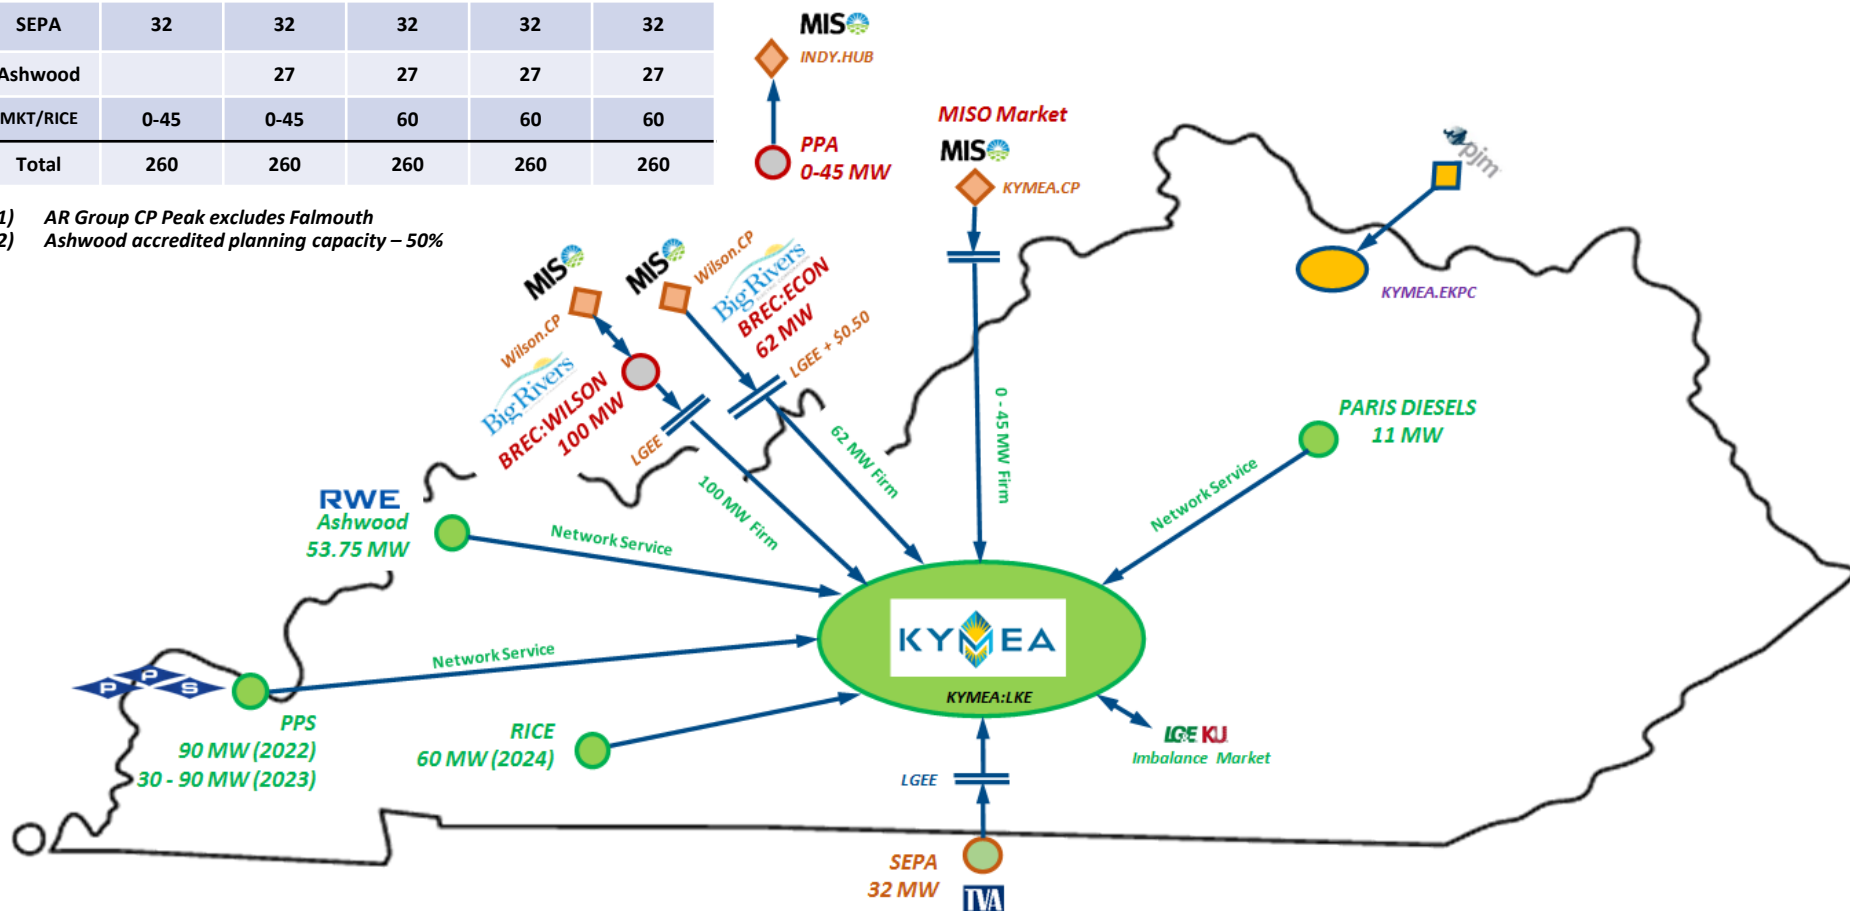 SEPA 32 32 32 32 32
Ashwood 27 27 27 27
MKT/RICE 0-45 0-45 60 60 60
Total 260 260 260 260 260
1) AR Group CP Peak excludes Falmouth
2) Ashwood accredited planning capacity – 50%
MISO
INDY.HUB
PPA
0-45 MW
MISO Market
MISO
KYMEA.CP
pjm
KYMEA.EKPC
MISO
Wilson.CP
Big Rivers
BREC:WILSON
100 MW
LGEE
100 MW Firm
MISO
Wilson.CP
Big Rivers
BREC:ECON
62 MW
LGEE + $0.50
62 MW Firm
0 - 45 MW Firm
PARIS DIESELS
11 MW
Network Service
RWE
Ashwood
53.75 MW
Network Service
KYMEA
KYMEA:LKE
Network Service
P P S
PPS
90 MW (2022)
30 - 90 MW (2023)
RICE
60 MW (2024)
LG&E KU
Imbalance Market
LGEE
SEPA
32 MW
TVA